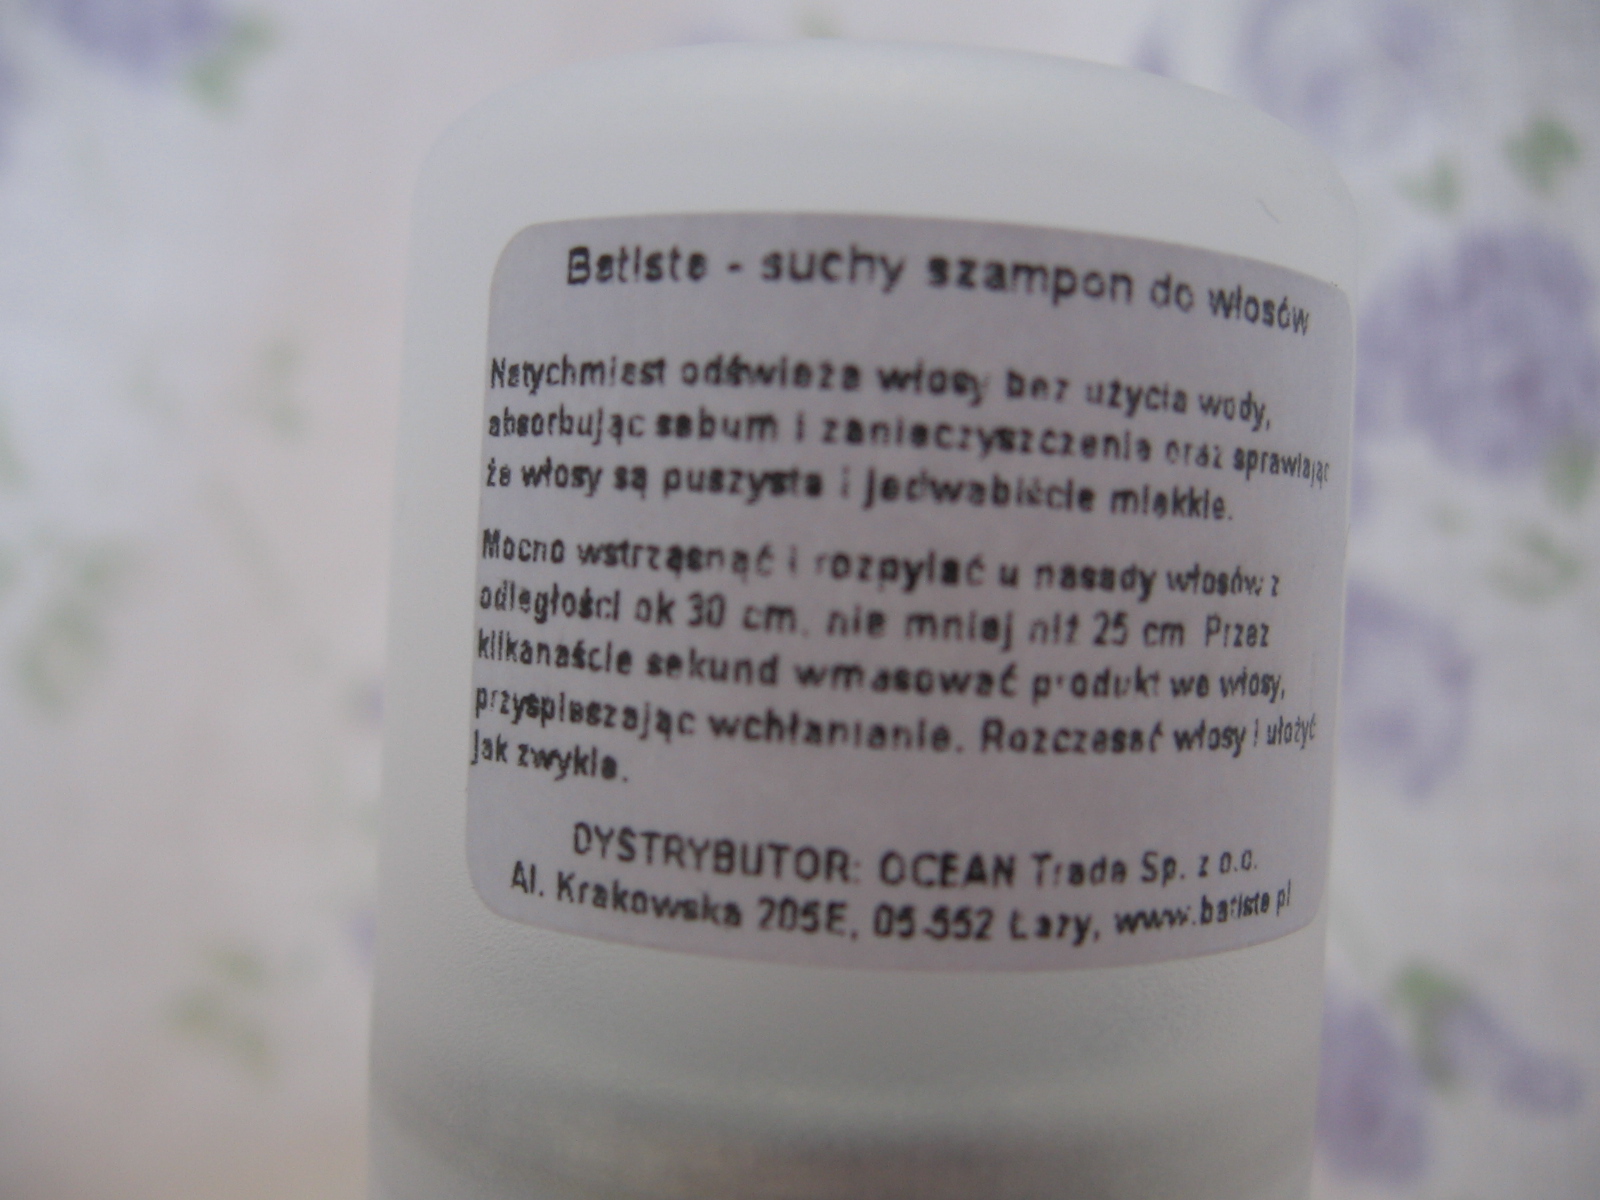 Batiste - suchy szampon do włosów
Natychmiast odświeża włosy bez użycia wody,
absorbując sebum i zanieczyszczenia oraz sprawiając
że włosy są puszyste i jedwabiście miękkie.
Mocno wstrząsnąć i rozpylać u nasady włosów z
odległości ok 30 cm. nie mniej niż 25 cm Przez
kilkanaście sekund wmasować produkt we włosy,
przyspieszając wchłanianie. Rozczesać włosy i ułożyć
jak zwykle.
DYSTRYBUTOR: OCEAN Trade Sp. z o.o.
Al. Krakowska 205E, 05-552 Łazy, www.batiste.pl